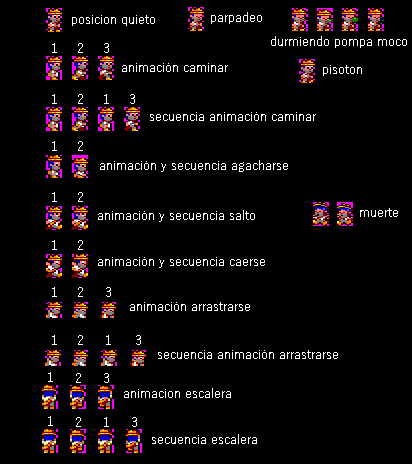 posicion quieto
parpadeo
durmiendo pompa moco
1 2 3
animación caminar
pisoton
1 2 1 3
secuencia animación caminar
1 2
animación y secuencia agacharse
1 2
animación y secuencia salto
muerte
1 2
animación y secuencia caerse
1 2 3
animación arrastrarse
1 2 1 3
secuencia animación arrastrarse
1 2 3
animacion escalera
1 2 1 3
secuencia escalera